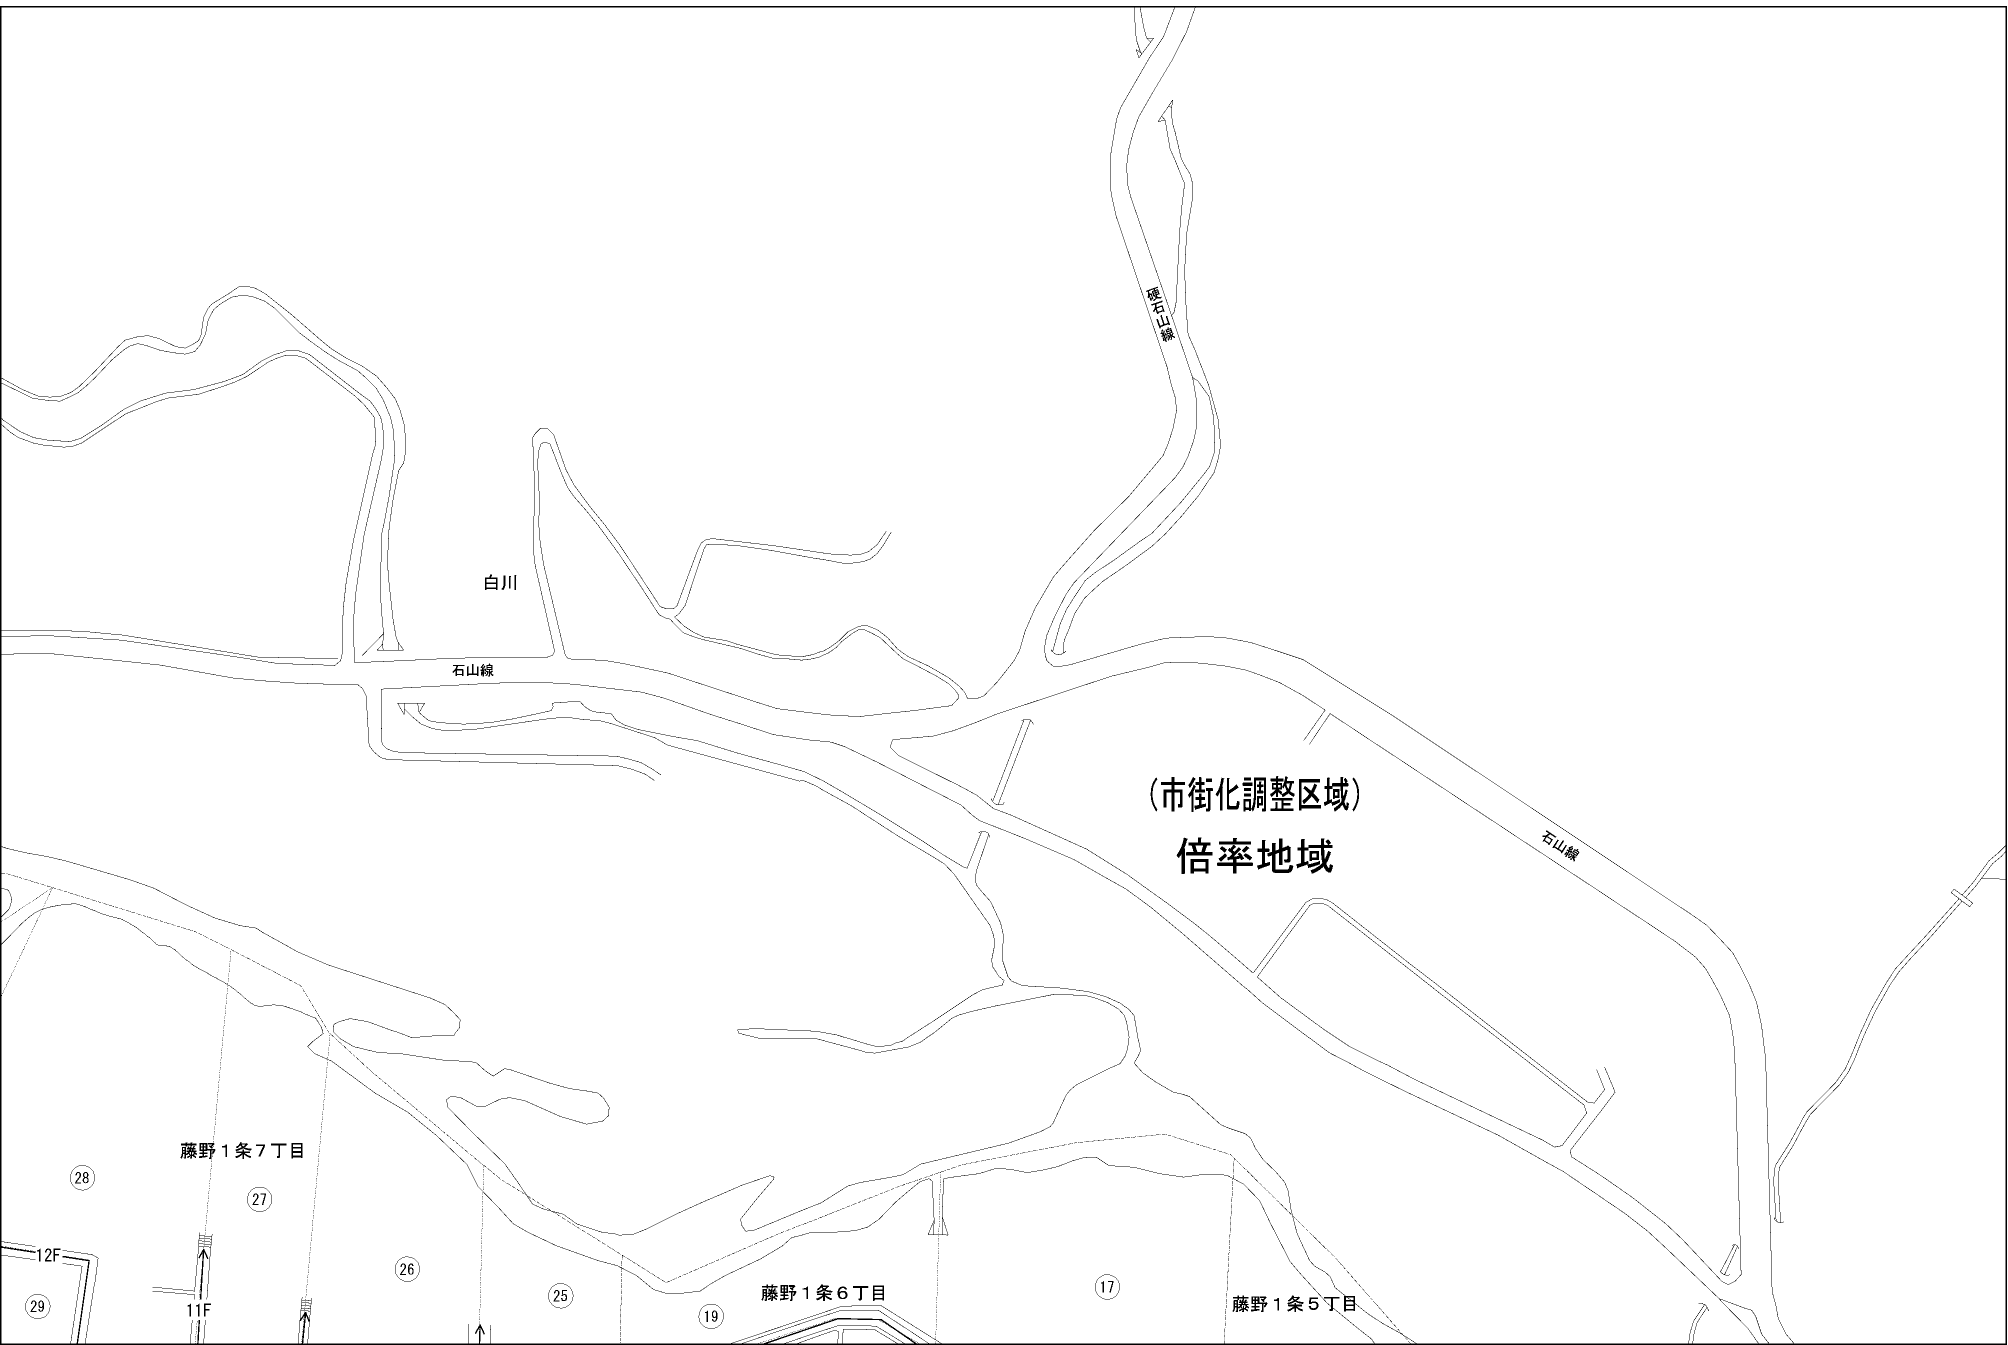 硬石山線
白川
石山線
(市街化調整区域)
倍率地域
石山線
藤野１条７丁目
28
27
12F
26
17
藤野１条６丁目
25
藤野１条５丁目
29
11F
19